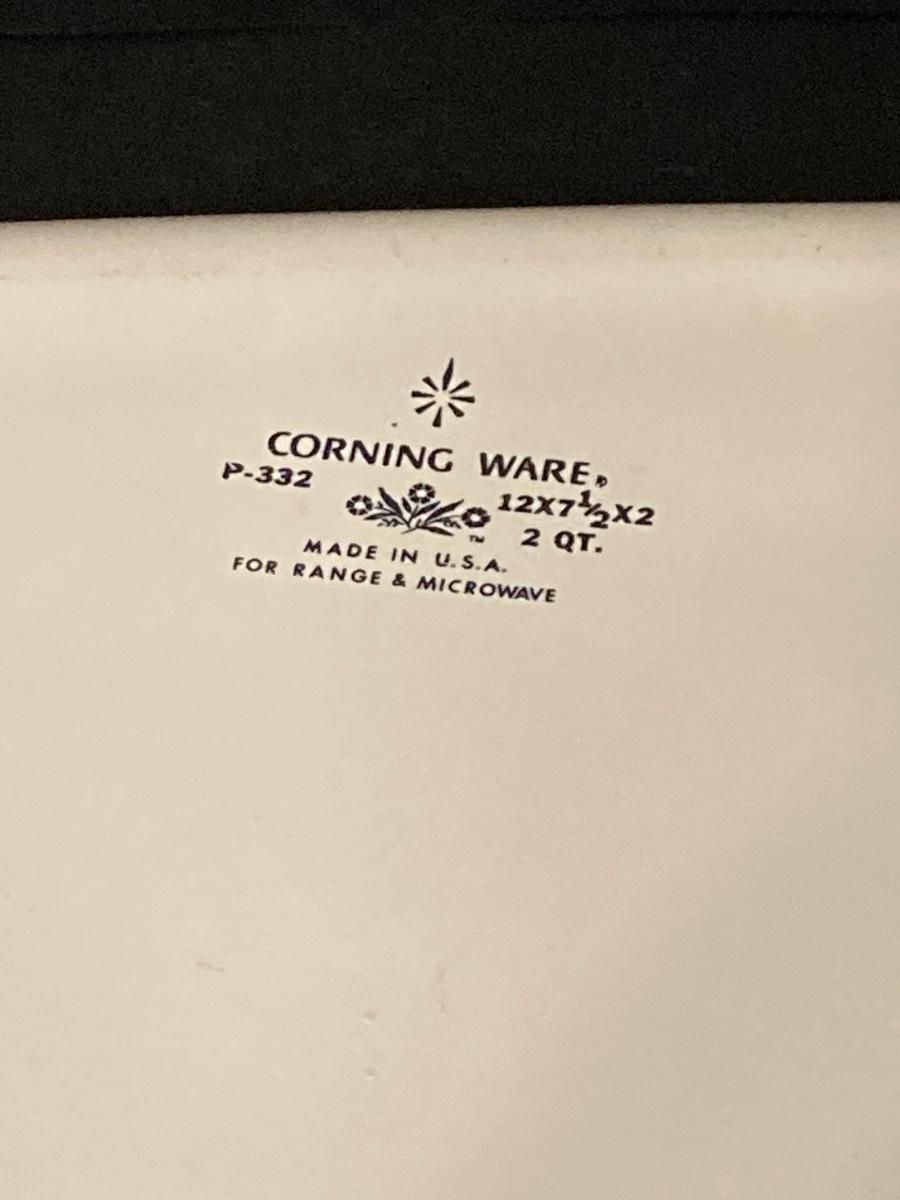 CORNING WARE®
P-332
12X7½X2
2 QT.
TM
MADE IN U.S.A.
FOR RANGE & MICROWAVE